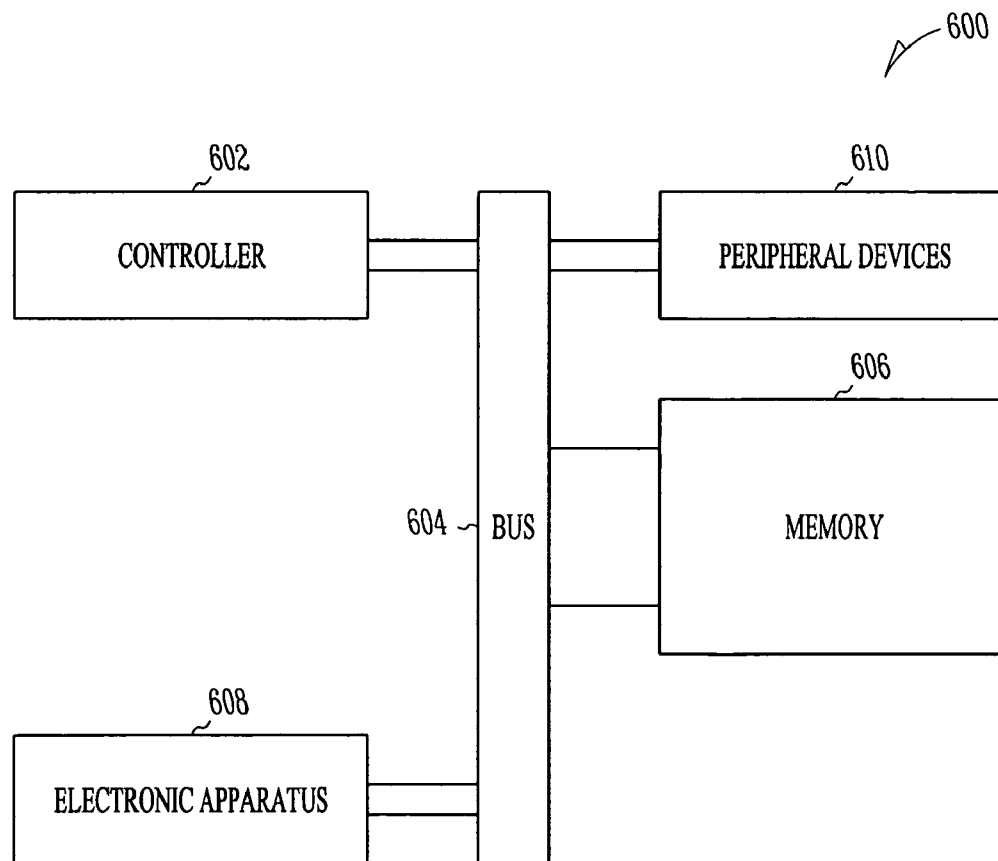 600
602
610
CONTROLLER
PERIPHERAL DEVICES
606
604
BUS
MEMORY
608
ELECTRONIC APPARATUS